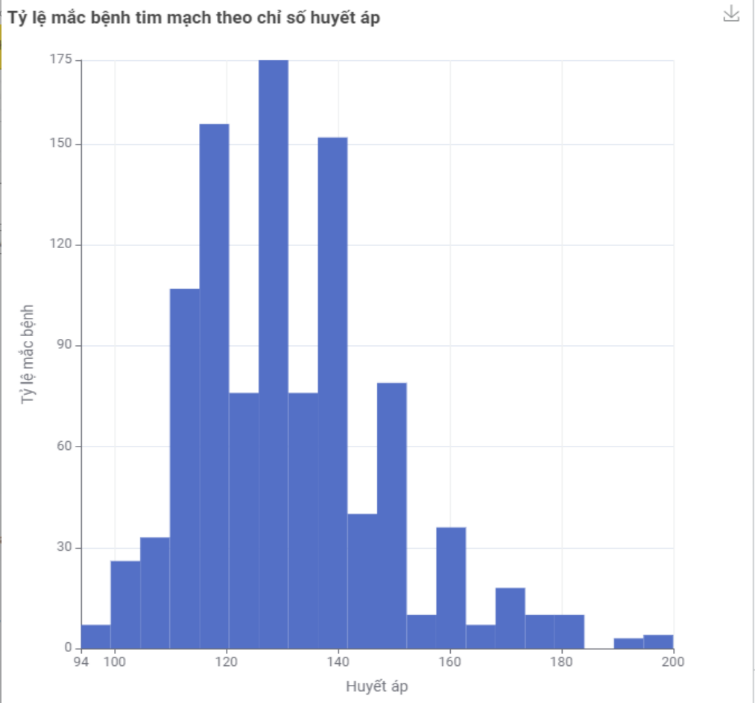 Tỷ lệ mắc bệnh tim mạch theo chỉ số huyết áp
175
150
120
90
60
30
0
Tỷ lệ mắc bệnh
94 100 120 140 160 180 200
Huyết áp